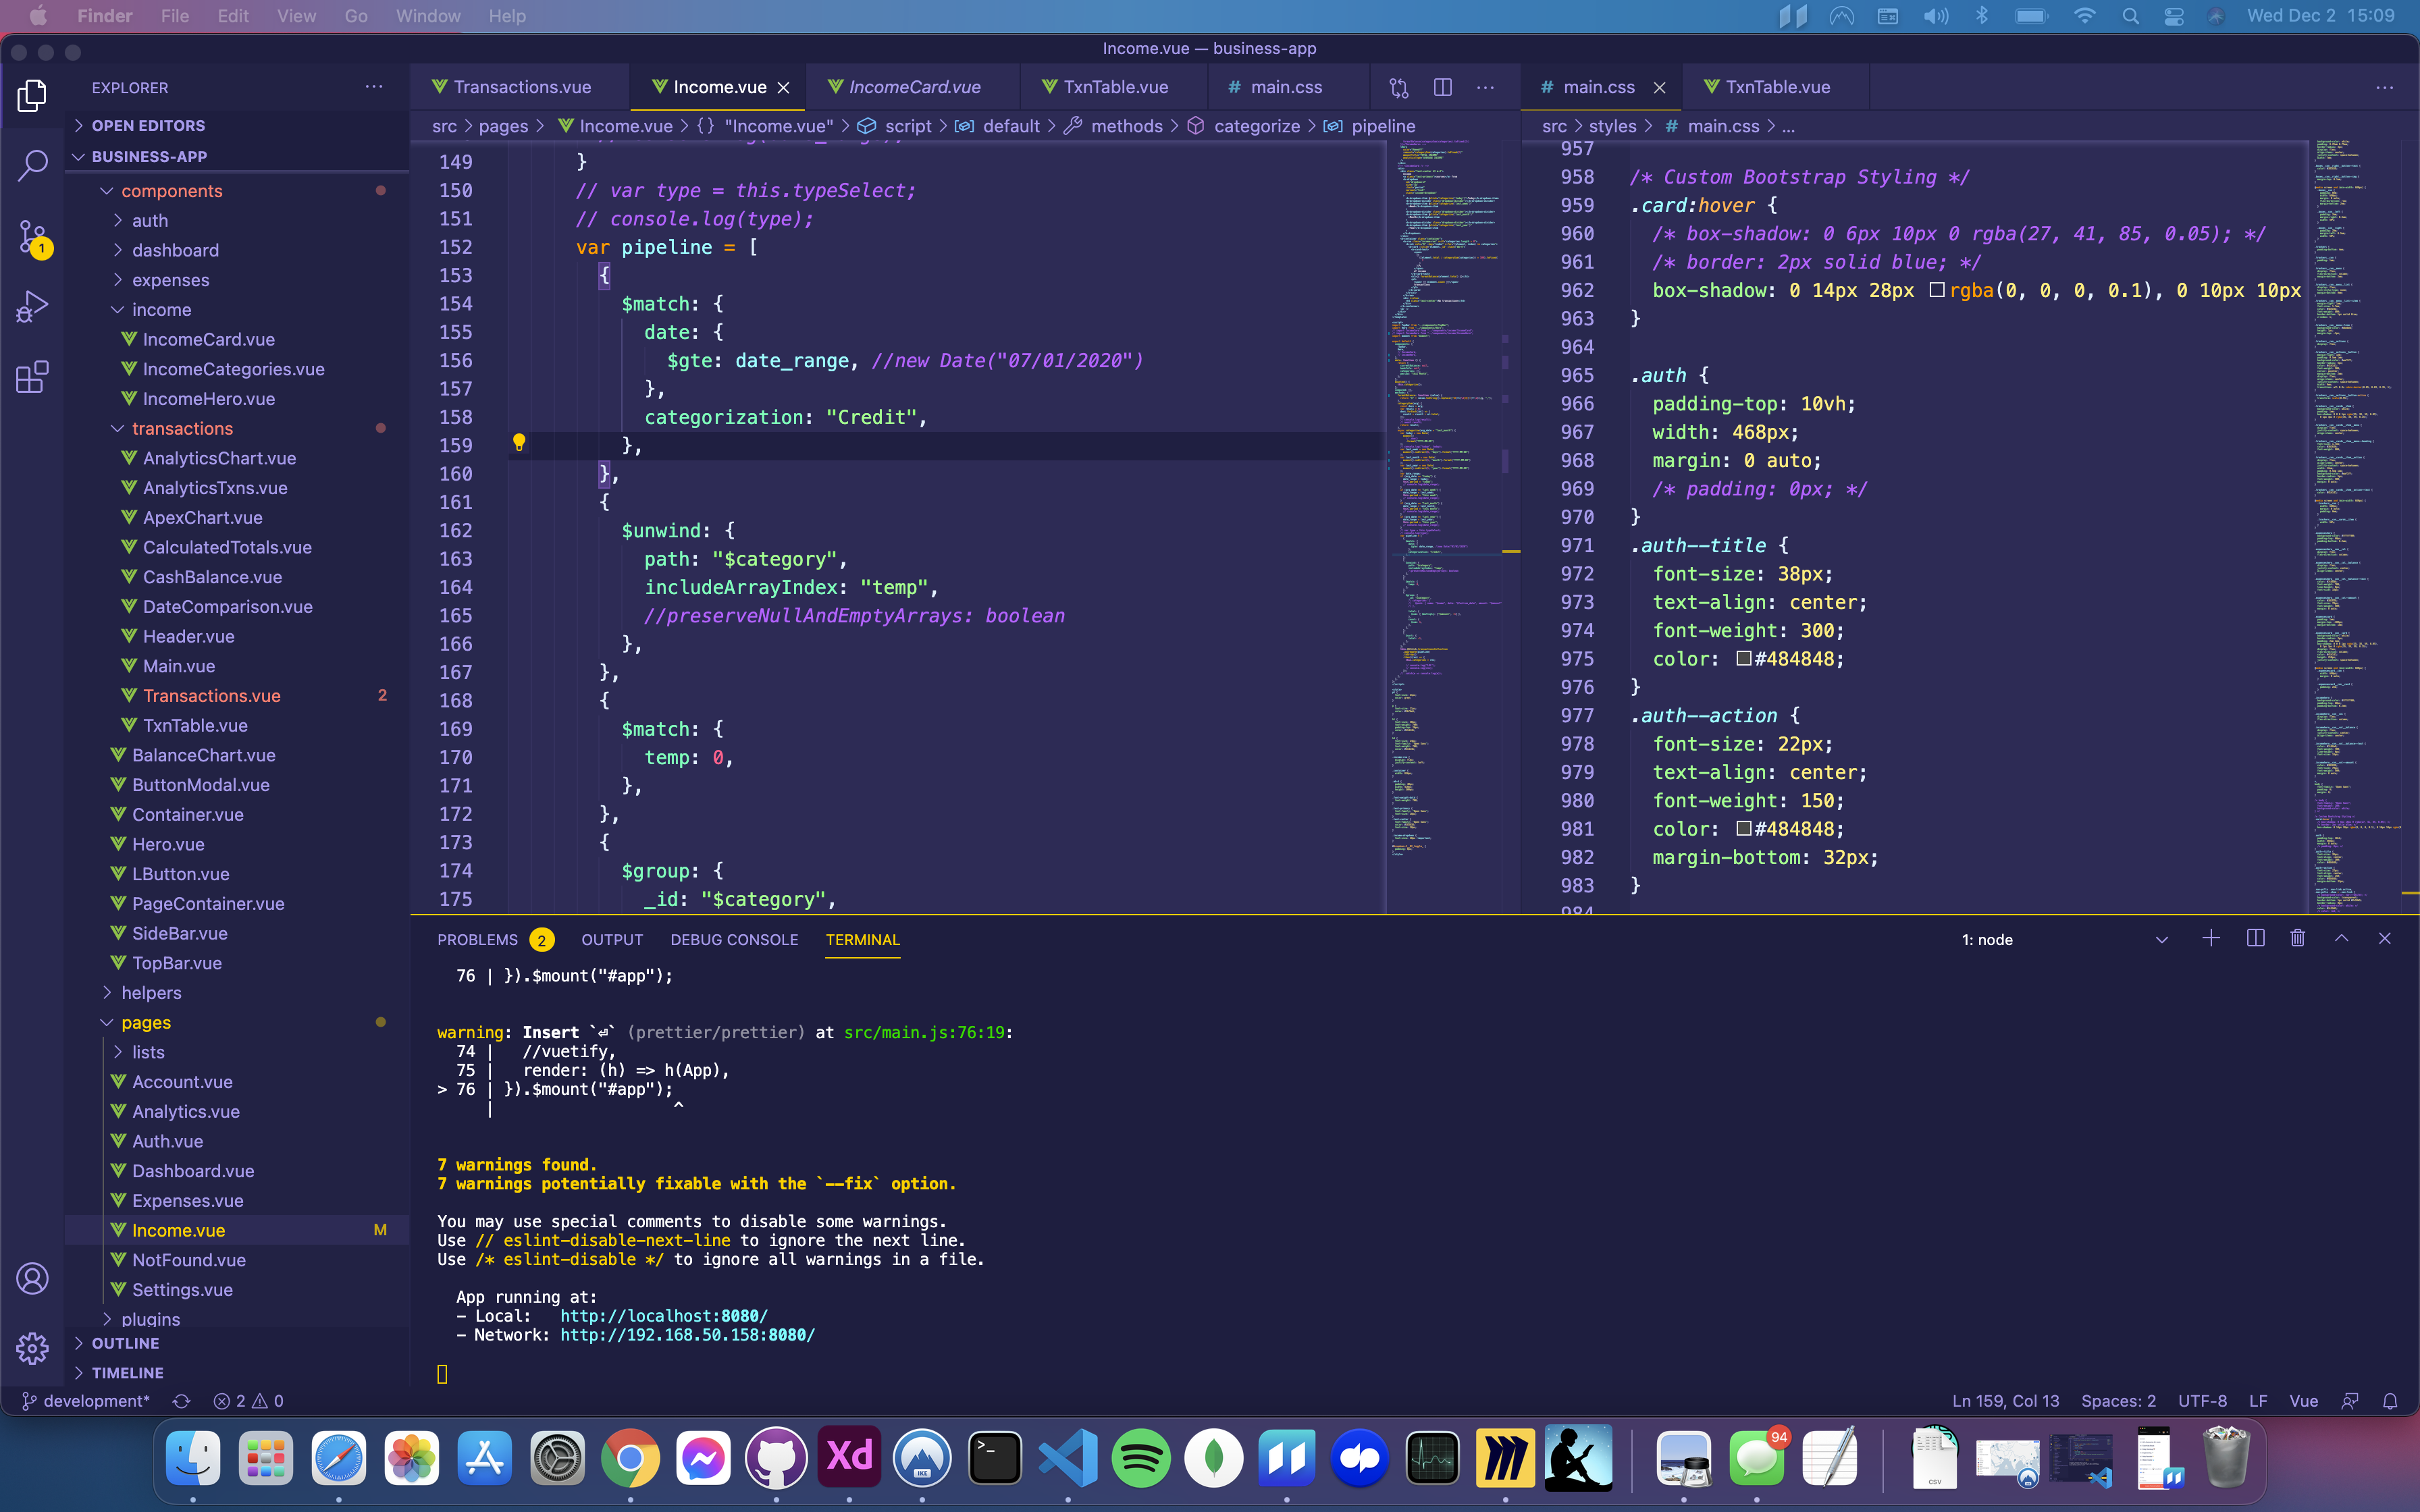 Finder File Edit View Go Window Help
Wed Dec 2 15:09
Income.vue — business-app
EXPLORER
OPEN EDITORS
BUSINESS-APP
components
auth
dashboard
expenses
income
IncomeCard.vue
IncomeCategories.vue
IncomeHero.vue
transactions
AnalyticsChart.vue
AnalyticsTxns.vue
ApexChart.vue
CalculatedTotals.vue
CashBalance.vue
DateComparison.vue
Header.vue
Main.vue
Transactions.vue 2
TxnTable.vue
BalanceChart.vue
ButtonModal.vue
Container.vue
Hero.vue
LButton.vue
PageContainer.vue
SideBar.vue
TopBar.vue
helpers
pages
lists
Account.vue
Analytics.vue
Auth.vue
Dashboard.vue
Expenses.vue
Income.vue M
NotFound.vue
Settings.vue
plugins
OUTLINE
TIMELINE
1
Transactions.vue Income.vue IncomeCard.vue TxnTable.vue # main.css
src > pages > Income.vue > {} "Income.vue" > script > default > methods > categorize > pipeline
149 }
150 // var type = this.typeSelect;
151 // console.log(type);
152 var pipeline = [
153 {
154 $match: {
155 date: {
156 $gte: date_range, //new Date("07/01/2020")
157 },
158 categorization: "Credit",
159 },
160 },
161 {
162 $unwind: {
163 path: "$category",
164 includeArrayIndex: "temp",
165 //preserveNullAndEmptyArrays: boolean
166 },
167 },
168 {
169 $match: {
170 temp: 0,
171 },
172 },
173 {
174 $group: {
175 _id: "$category",
# main.css TxnTable.vue
src > styles > # main.css > ...
957
958 /* Custom Bootstrap Styling */
959 .card:hover {
960 /* box-shadow: 0 6px 10px 0 rgba(27, 41, 85, 0.05); */
961 /* border: 2px solid blue; */
962 box-shadow: 0 14px 28px rgba(0, 0, 0, 0.1), 0 10px 10px
963 }
964
965 .auth {
966 padding-top: 10vh;
967 width: 468px;
968 margin: 0 auto;
969 /* padding: 0px; */
970 }
971 .auth--title {
972 font-size: 38px;
973 text-align: center;
974 font-weight: 300;
975 color: #484848;
976 }
977 .auth--action {
978 font-size: 22px;
979 text-align: center;
980 font-weight: 150;
981 color: #484848;
982 margin-bottom: 32px;
983 }
984
PROBLEMS 2 OUTPUT DEBUG CONSOLE TERMINAL
1: node
76 | }).$mount("#app");
warning: Insert `⏎` (prettier/prettier) at src/main.js:76:19:
74 | //vuetify,
75 | render: (h) => h(App),
> 76 | }).$mount("#app");
| ^
7 warnings found.
7 warnings potentially fixable with the `--fix` option.
You may use special comments to disable some warnings.
Use // eslint-disable-next-line to ignore the next line.
Use /* eslint-disable */ to ignore all warnings in a file.
App running at:
- Local: http://localhost:8080/
- Network: http://192.168.50.158:8080/
development* 2 0
Ln 159, Col 13 Spaces: 2 UTF-8 LF Vue
Xd
IKE
>_
94
CSV